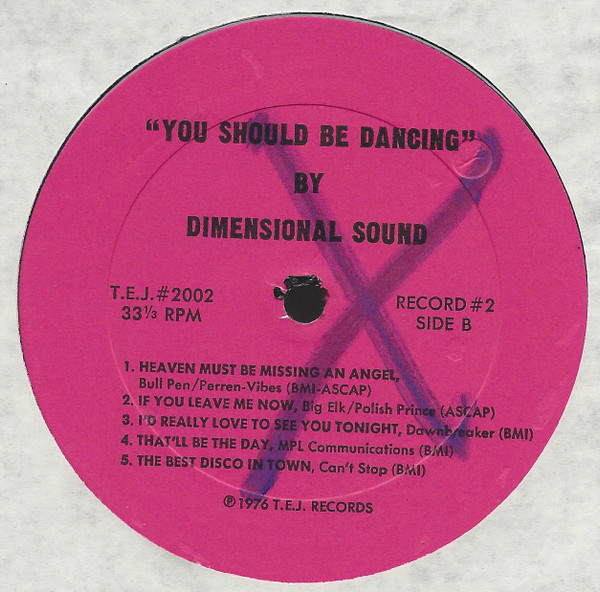 "YOU SHOULD BE DANCING"
BY
DIMENSIONAL SOUND
T.E.J.#2002
33⅓ RPM
RECORD #2
SIDE B
1. HEAVEN MUST BE MISSING AN ANGEL,
Bull Pen/Perren-Vibes (BMI-ASCAP)
2. IF YOU LEAVE ME NOW, Big Elk/Polish Prince (ASCAP)
3. I'D REALLY LOVE TO SEE YOU TONIGHT, Dawnbreaker (BMI)
4. THAT'LL BE THE DAY, MPL Communications (BMI)
5. THE BEST DISCO IN TOWN, Can't Stop (BMI)
℗ 1976 T.E.J. RECORDS